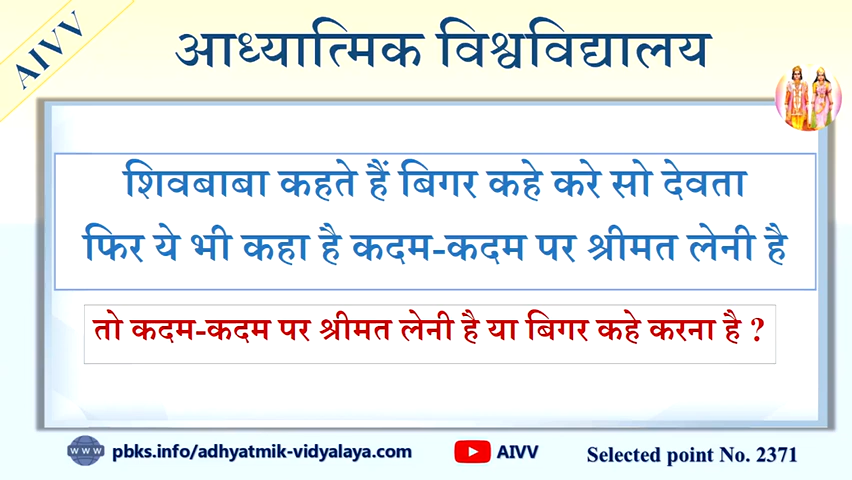 AIVV
आध्यात्मिक विश्वविद्यालय
शिवबाबा कहते हैं बिगर कहे करे सो देवता
फिर ये भी कहा है कदम-कदम पर श्रीमत लेनी है
तो कदम-कदम पर श्रीमत लेनी है या बिगर कहे करना है ?
www pbks.info/adhyatmik-vidyalaya.com AIVV Selected point No. 2371